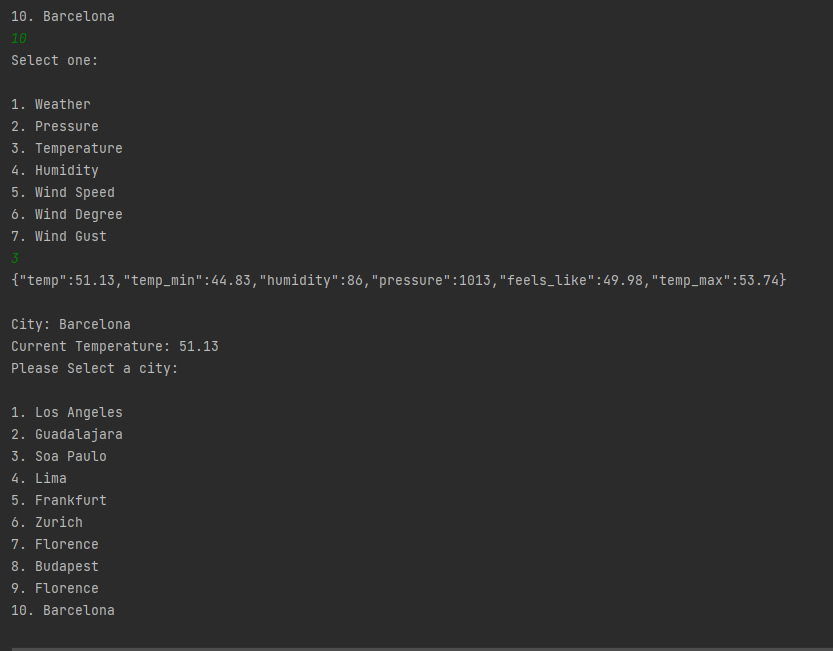 10. Barcelona
10
Select one:
1. Weather
2. Pressure
3. Temperature
4. Humidity
5. Wind Speed
6. Wind Degree
7. Wind Gust
3
{"temp":51.13,"temp_min":44.83,"humidity":86,"pressure":1013,"feels_like":49.98,"temp_max":53.74}
City: Barcelona
Current Temperature: 51.13
Please Select a city:
1. Los Angeles
2. Guadalajara
3. Soa Paulo
4. Lima
5. Frankfurt
6. Zurich
7. Florence
8. Budapest
9. Florence
10. Barcelona